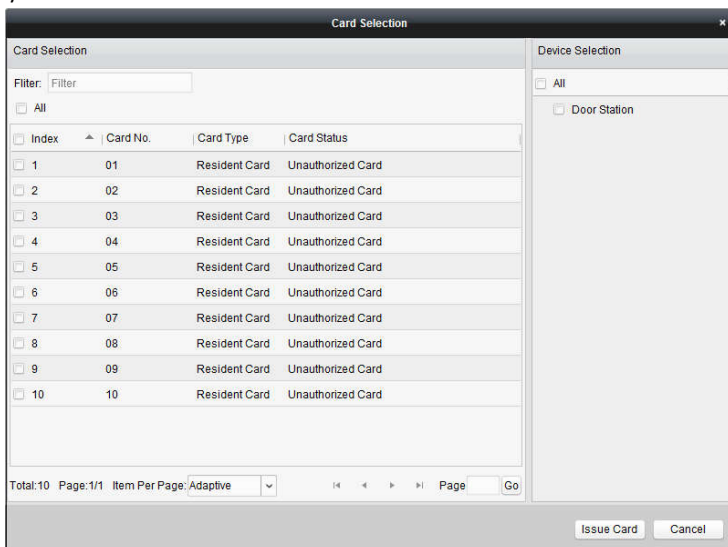 Card Selection ×
Card Selection
Device Selection
Fliter: Filter
All
All
Door Station
Index Card No. Card Type Card Status
1 01 Resident Card Unauthorized Card
2 02 Resident Card Unauthorized Card
3 03 Resident Card Unauthorized Card
4 04 Resident Card Unauthorized Card
5 05 Resident Card Unauthorized Card
6 06 Resident Card Unauthorized Card
7 07 Resident Card Unauthorized Card
8 08 Resident Card Unauthorized Card
9 09 Resident Card Unauthorized Card
10 10 Resident Card Unauthorized Card
Total:10 Page:1/1 Item Per Page: Adaptive Page Go
Issue Card Cancel